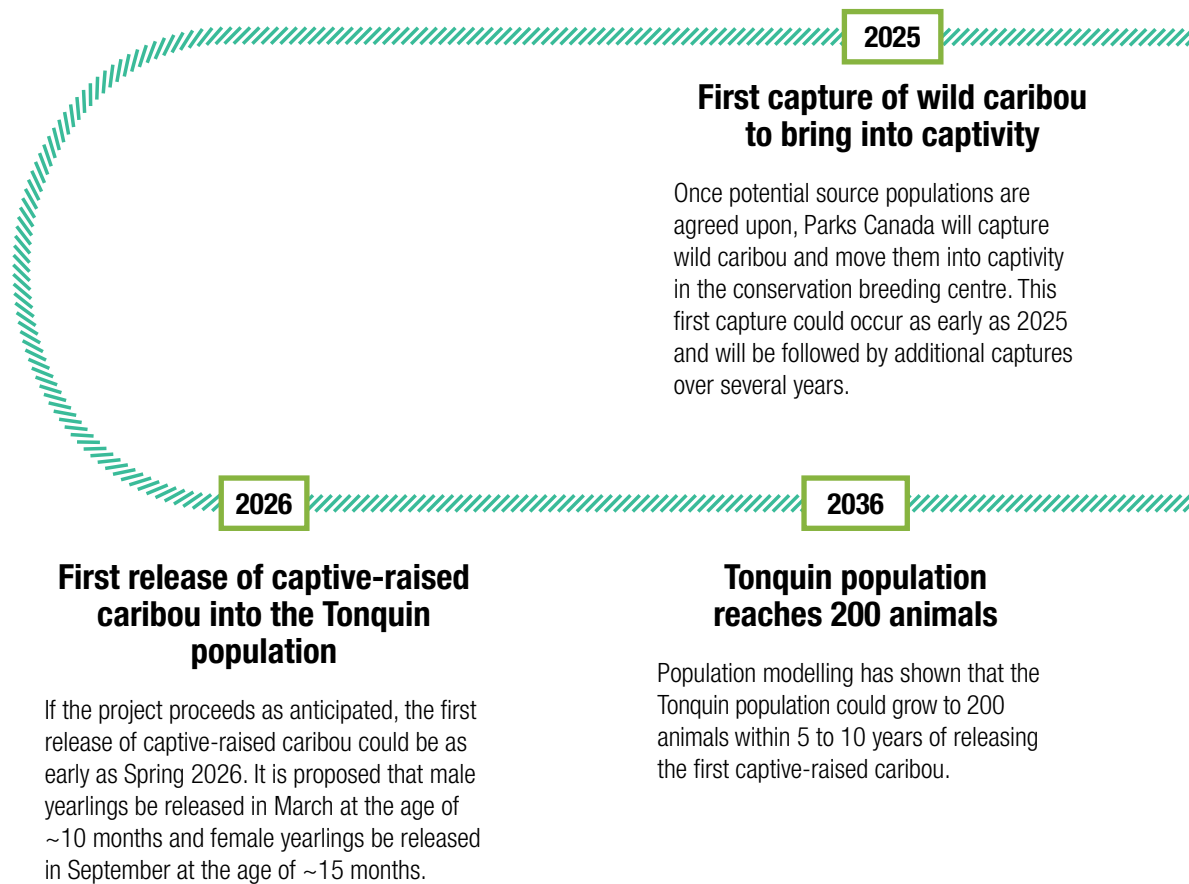 2025
First capture of wild caribou
to bring into captivity
Once potential source populations are
agreed upon, Parks Canada will capture
wild caribou and move them into captivity
in the conservation breeding centre. This
first capture could occur as early as 2025
and will be followed by additional captures
over several years.
2026
First release of captive-raised
caribou into the Tonquin
population
If the project proceeds as anticipated, the first
release of captive-raised caribou could be as
early as Spring 2026. It is proposed that male
yearlings be released in March at the age of
~10 months and female yearlings be released
in September at the age of ~15 months.
2036
Tonquin population
reaches 200 animals
Population modelling has shown that the
Tonquin population could grow to 200
animals within 5 to 10 years of releasing
the first captive-raised caribou.